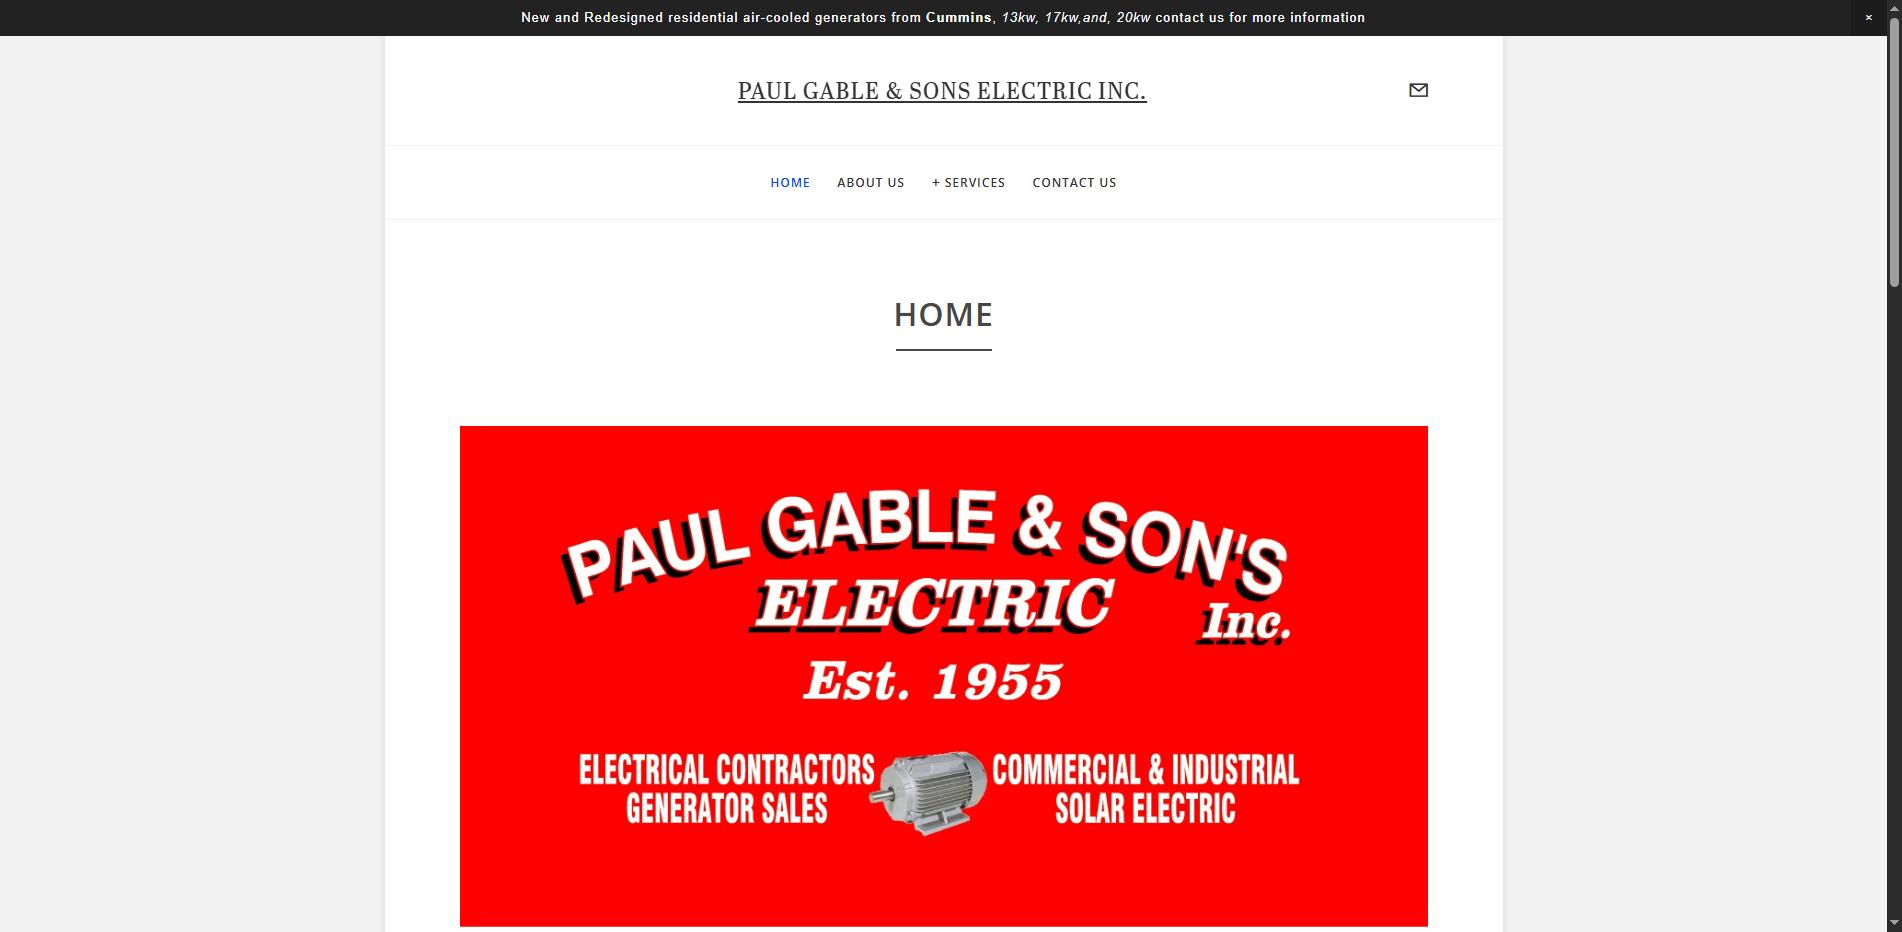 New and Redesigned residential air-cooled generators from Cummins, 13kw, 17kw,and, 20kw contact us for more information
×
PAUL GABLE & SONS ELECTRIC INC.
HOME ABOUT US + SERVICES CONTACT US
HOME
PAUL GABLE & SON'S
ELECTRIC
Inc.
Est. 1955
ELECTRICAL CONTRACTORS COMMERCIAL & INDUSTRIAL
GENERATOR SALES SOLAR ELECTRIC